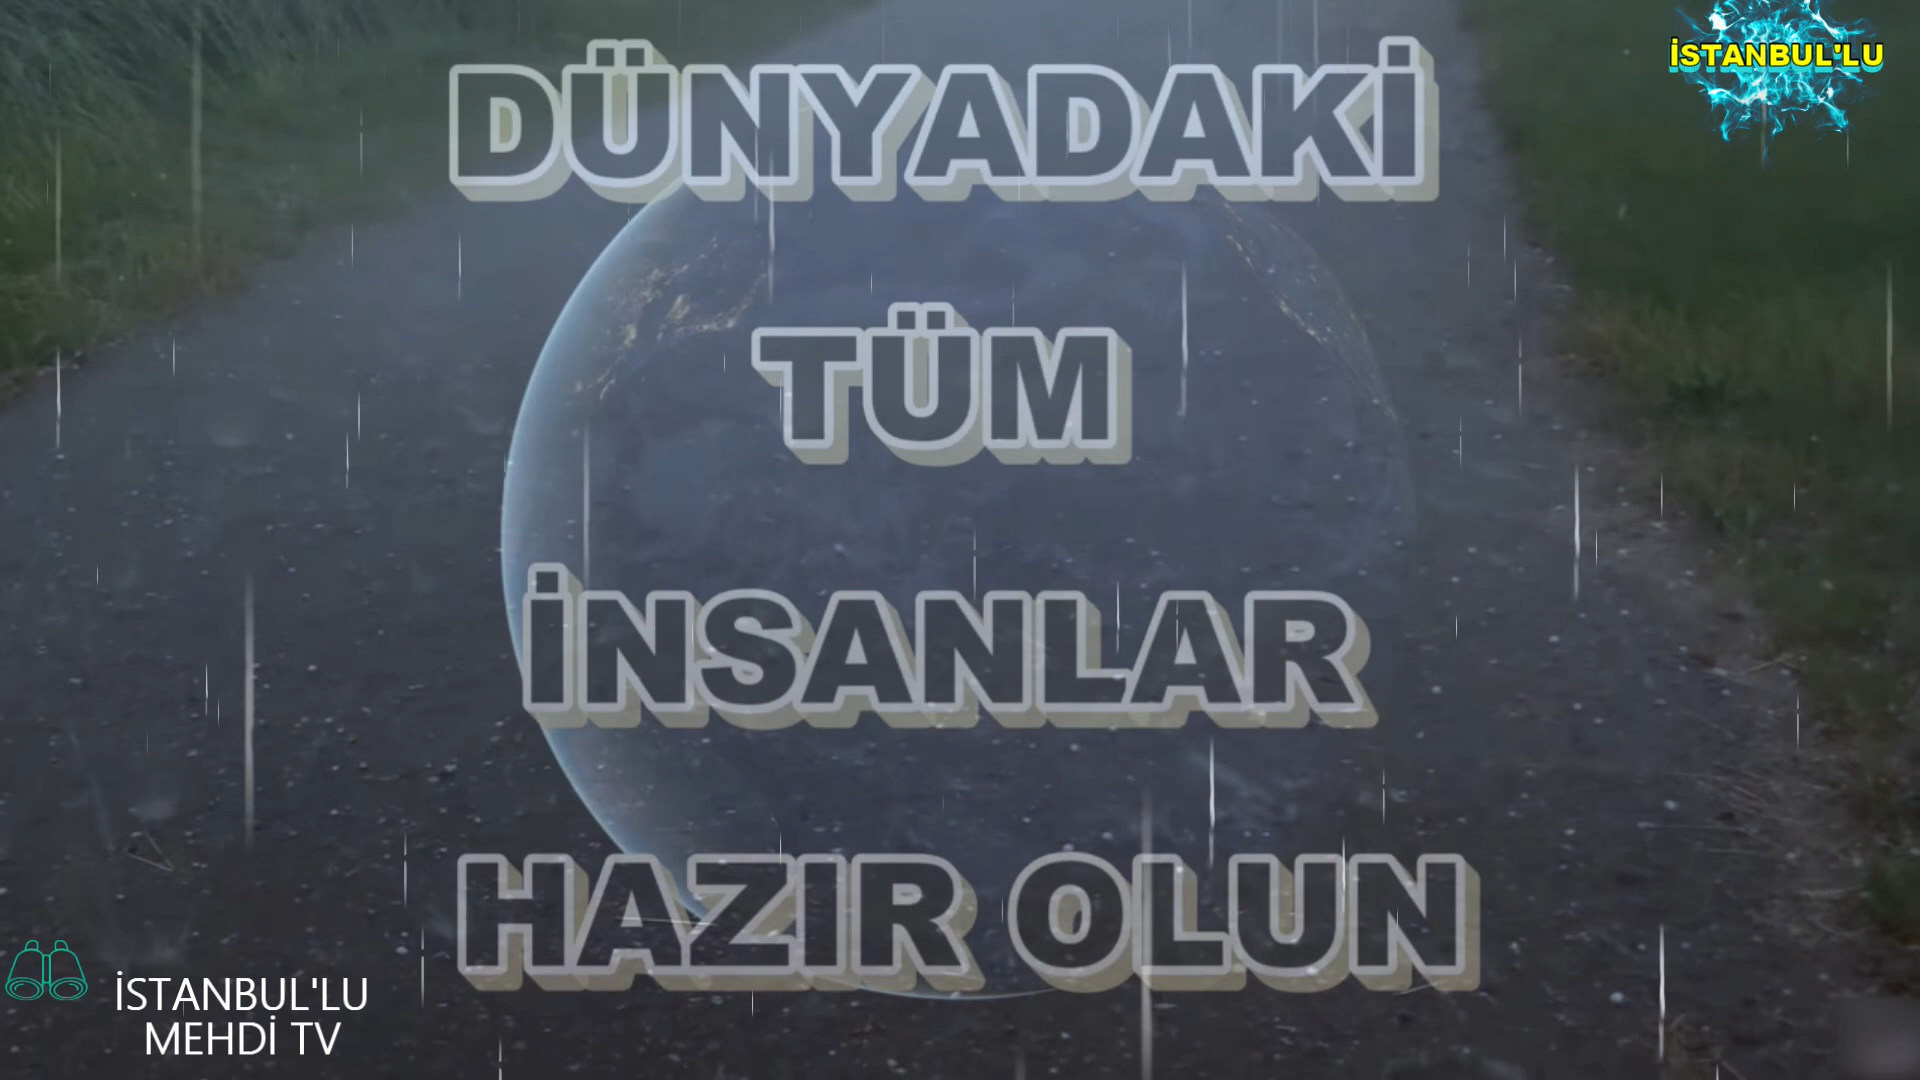 İSTANBUL'LU
DÜNYADAKİ
TÜM
İNSANLAR
HAZIR OLUN
İSTANBUL'LU
MEHDİ TV